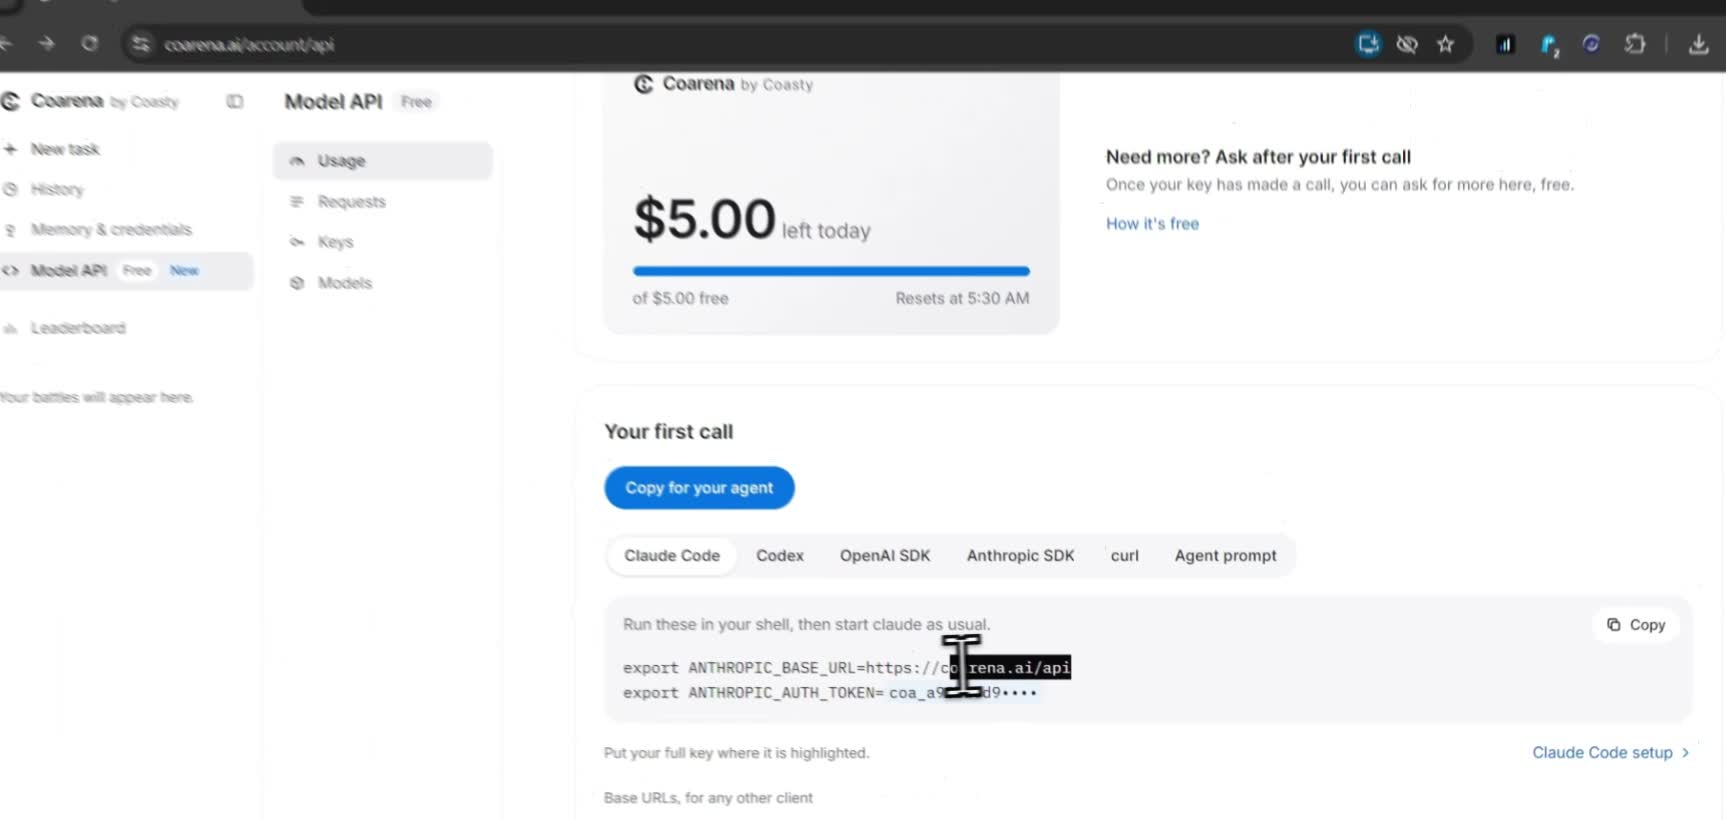 coarena.ai/account/api
Coarena by Coasty
New task
History
Memory & credentials
Model API Free New
Leaderboard
Your battles will appear here.
Model API Free
Usage
Requests
Keys
Models
Coarena by Coasty
$5.00 left today
of $5.00 free
Resets at 5:30 AM
Need more? Ask after your first call
Once your key has made a call, you can ask for more here, free.
How it's free
Your first call
Copy for your agent
Claude Code
Codex
OpenAI SDK
Anthropic SDK
curl
Agent prompt
Run these in your shell, then start claude as usual.
Copy
export ANTHROPIC_BASE_URL=https://coarena.ai/api
export ANTHROPIC_AUTH_TOKEN=
Put your full key where it is highlighted.
Claude Code setup >
Base URLs, for any other client